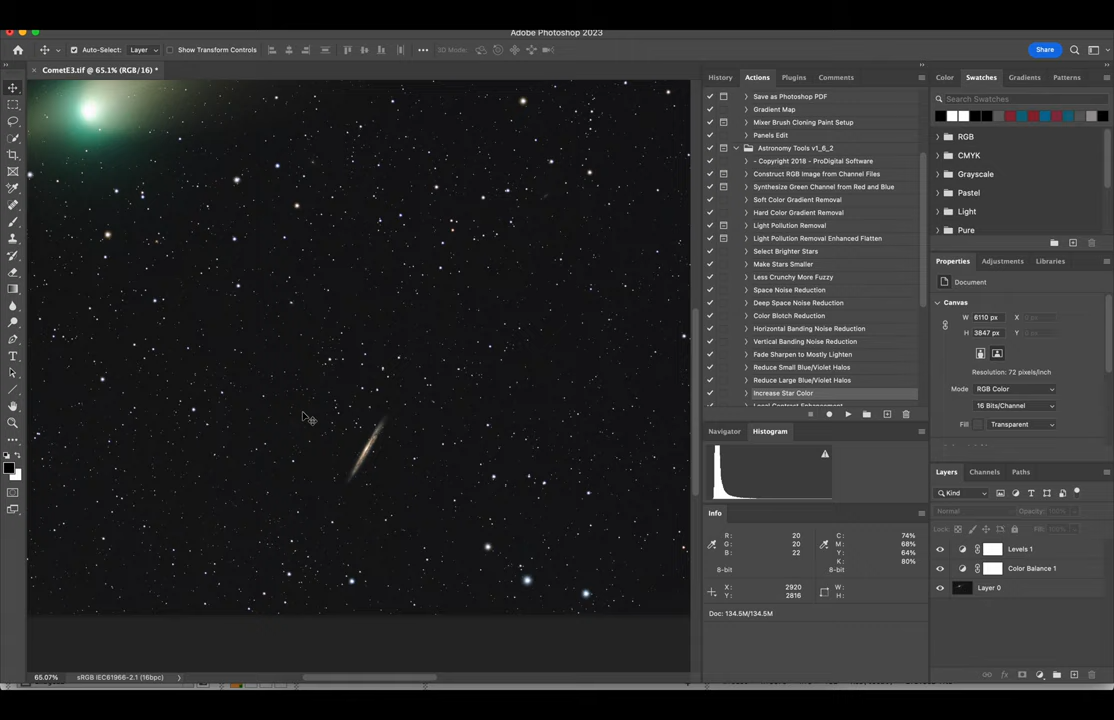 Adobe Photoshop 2023
Auto-Select: Layer Show Transform Controls 3D Mode: Share
CometE3.tif @ 65.1% (RGB/16) *
History Actions Plugins Comments
Save as Photoshop PDF
Gradient Map
Mixer Brush Cloning Paint Setup
Panels Edit
Astronomy Tools v1_6_2
- Copyright 2018 - ProDigital Software
Construct RGB Image from Channel Files
Synthesize Green Channel from Red and Blue
Soft Color Gradient Removal
Hard Color Gradient Removal
Light Pollution Removal
Light Pollution Removal Enhanced Flatten
Select Brighter Stars
Make Stars Smaller
Less Crunchy More Fuzzy
Space Noise Reduction
Deep Space Noise Reduction
Color Blotch Reduction
Horizontal Banding Noise Reduction
Vertical Banding Noise Reduction
Fade Sharpen to Mostly Lighten
Reduce Small Blue/Violet Halos
Reduce Large Blue/Violet Halos
Increase Star Color
Local Contrast Enhancement
Navigator Histogram
Info
R: 20 C: 74%
G: 20 M: 68%
B: 22 Y: 64%
K: 80%
8-bit 8-bit
X: 2920 W:
Y: 2816 H:
Doc: 134.5M/134.5M
Color Swatches Gradients Patterns
Search Swatches
RGB
CMYK
Grayscale
Pastel
Light
Pure
Properties Adjustments Libraries
Document
Canvas
W 6110 px X
H 3847 px Y
Resolution: 72 pixels/inch
Mode RGB Color
16 Bits/Channel
Fill Transparent
Layers Channels Paths
Kind
Normal Opacity: 100%
Lock: Fill: 100%
Levels 1
Color Balance 1
Layer 0
65.07% sRGB IEC61966-2.1 (16bpc)